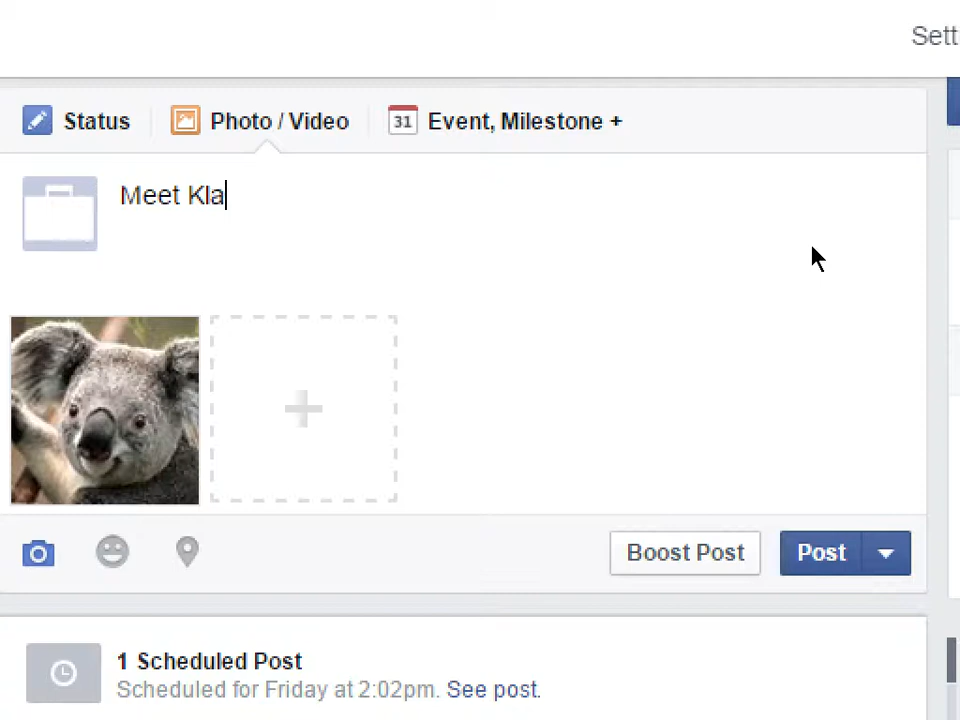 Sett
Status
Photo / Video
31
Event, Milestone +
Meet Kla
Boost Post
Post
1 Scheduled Post
Scheduled for Friday at 2:02pm. See post.